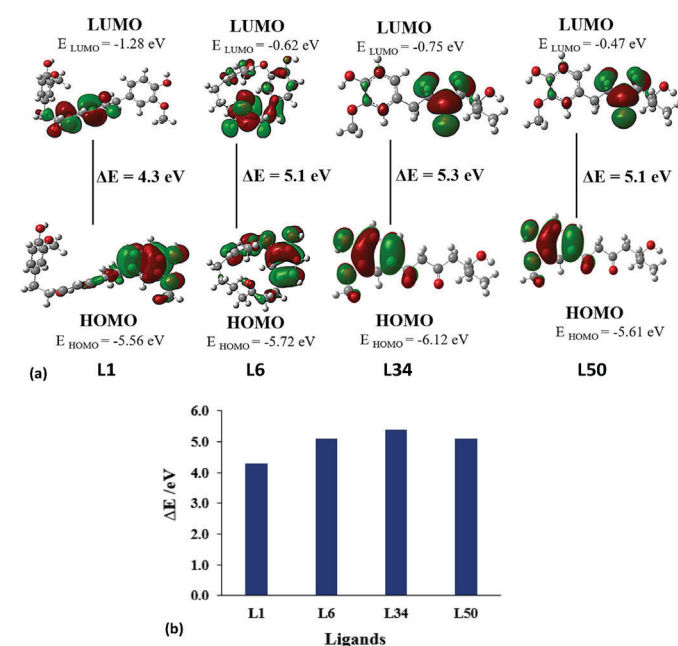 LUMO
E LUMO = -1.28 eV
LUMO
E LUMO = -0.62 eV
LUMO
E LUMO = -0.75 eV
LUMO
E LUMO = -0.47 eV
ΔE = 4.3 eV
ΔE = 5.1 eV
ΔE = 5.3 eV
ΔE = 5.1 eV
HOMO
E HOMO = -5.56 eV
HOMO
E HOMO = -5.72 eV
HOMO
E HOMO = -6.12 eV
HOMO
E HOMO = -5.61 eV
(a)
L1
L6
L34
L50
6.0
5.0
4.0
3.0
2.0
1.0
0.0
ΔE /eV
L1
L6
L34
L50
Ligands
(b)